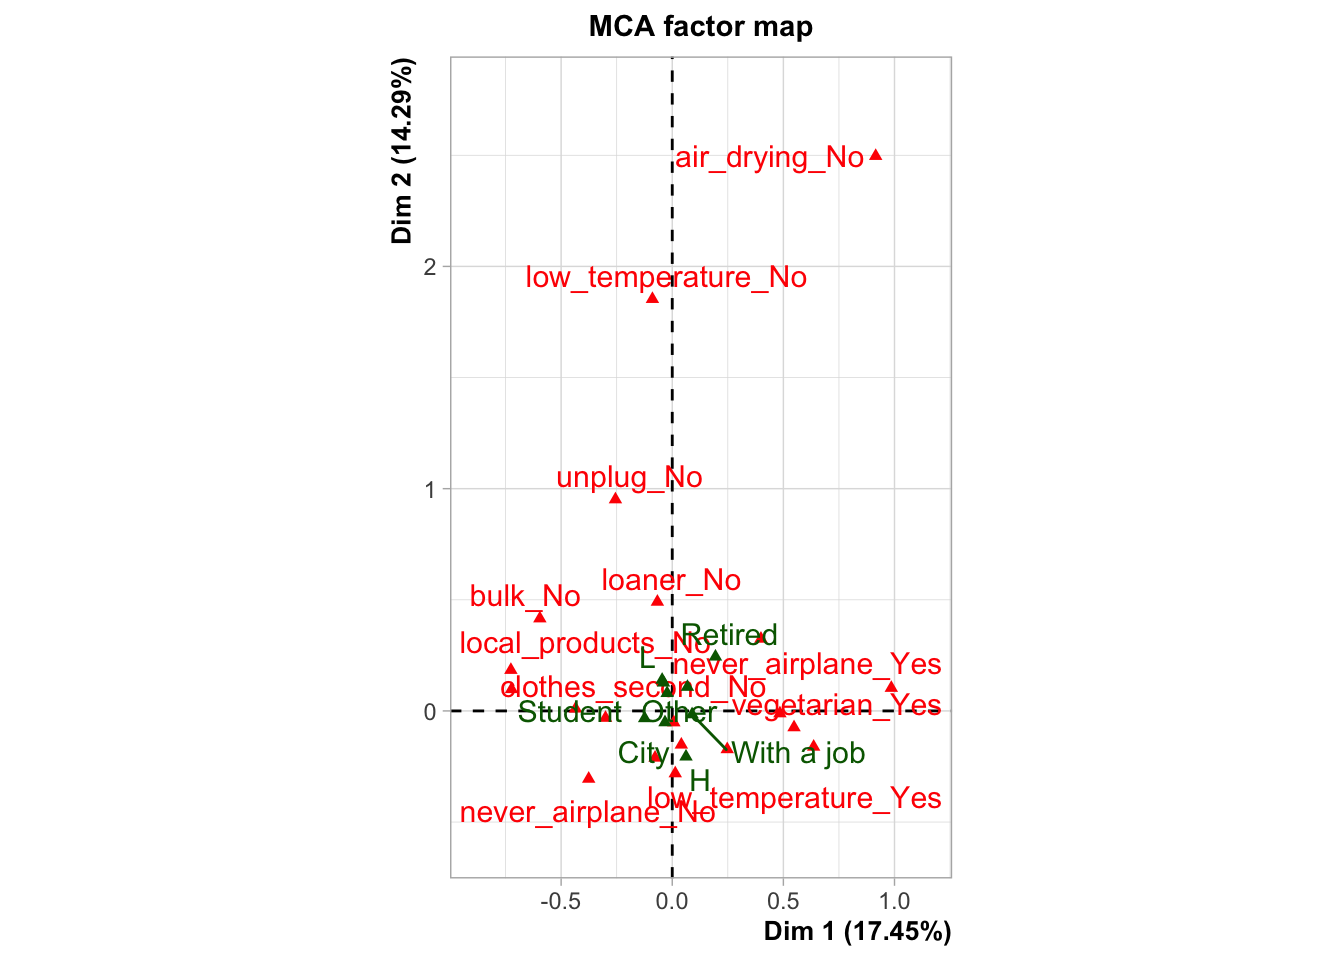 MCA factor map
Dim 2 (14.29%)
air_drying_No
2
low_temperature_No
unplug_No
1
loaner_No
bulk_No
Retired
local_products_No
L
never_airplane_Yes
clothes_second_No
vegetarian_Yes
0
Student
Other
City
With a job
H
low_temperature_Yes
never_airplane_No
-0.5
0.0
0.5
1.0
Dim 1 (17.45%)